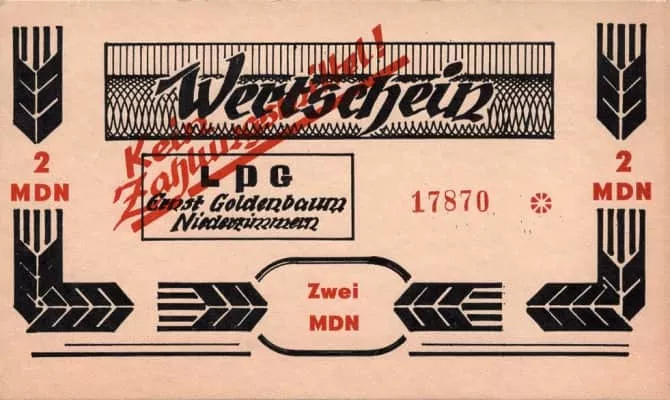 Wertschein
Kein
Zahlungsmittel!
2
MDN
LPG
Ernst Goldenbaum
Niederzimmern
17870
2
MDN
Zwei
MDN